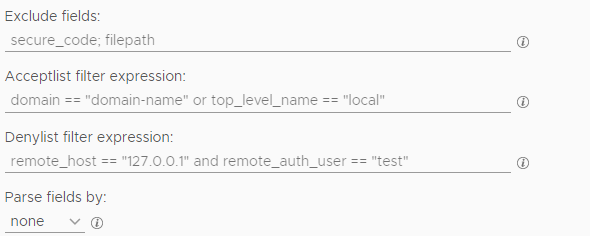 Exclude fields:
secure_code; filepath
Acceptlist filter expression:
domain == "domain-name" or top_level_name == "local"
Denylist filter expression:
remote_host == "127.0.0.1" and remote_auth_user == "test"
Parse fields by:
none